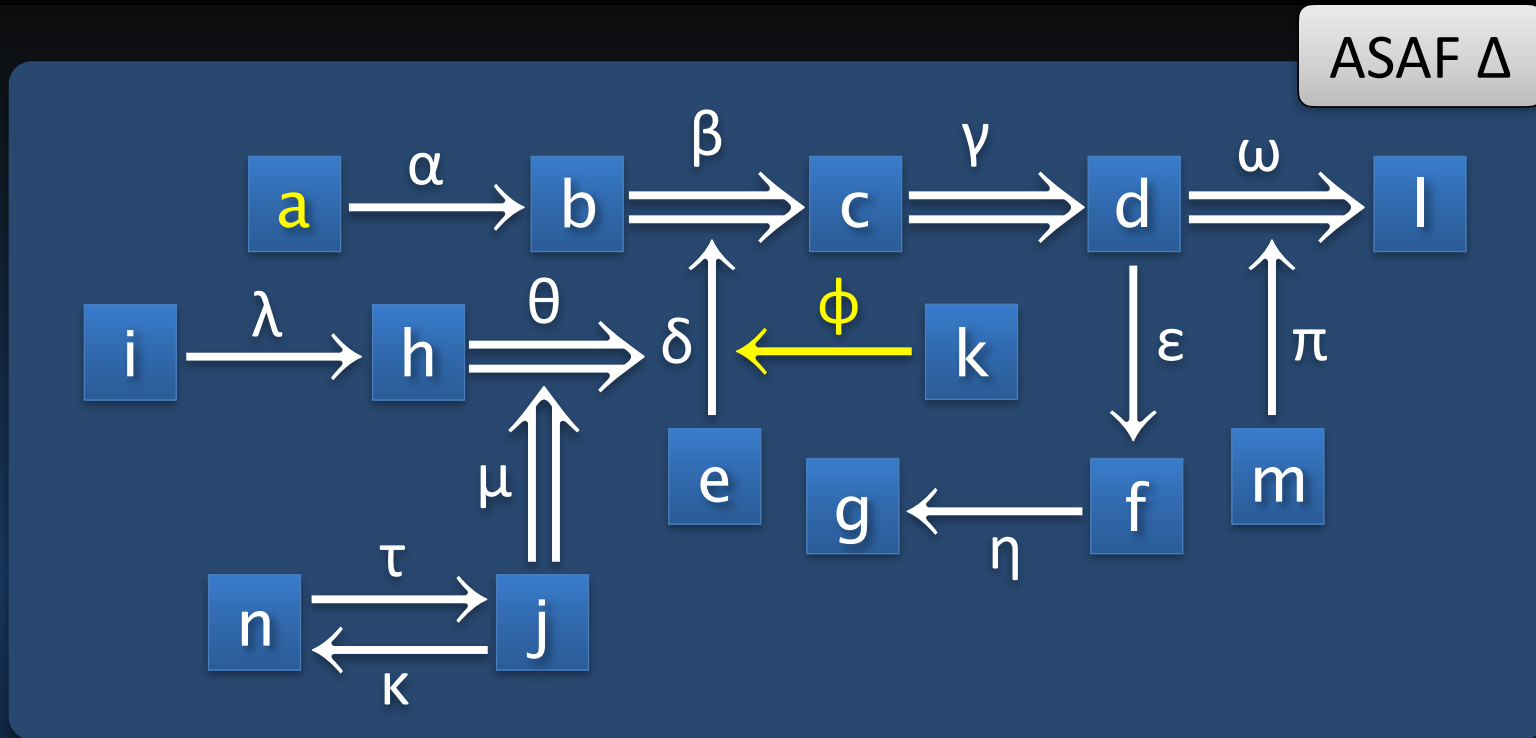 ASAF Δ
α β γ ω
a b c d l
λ θ δ ϕ ε π
i h k
μ e g f m
η
τ
n j
κ